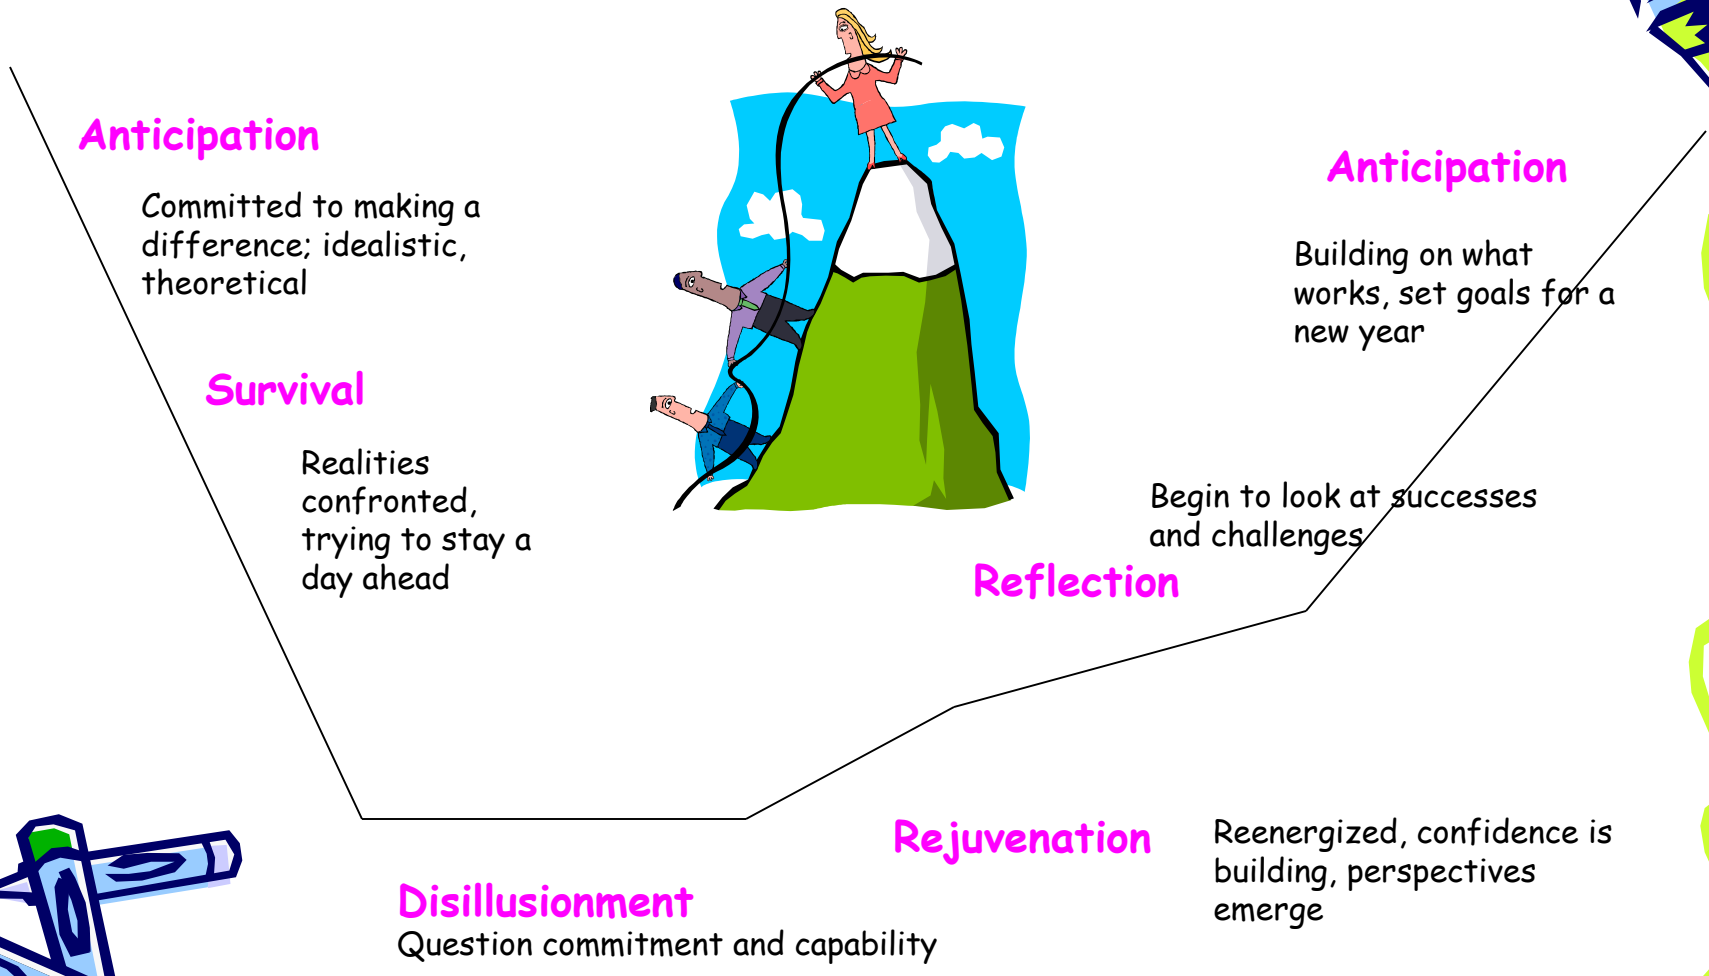 Anticipation
Committed to making a
difference; idealistic,
theoretical
Survival
Realities
confronted,
trying to stay a
day ahead
Disillusionment
Question commitment and capability
Rejuvenation
Reenergized, confidence is
building, perspectives
emerge
Reflection
Begin to look at successes
and challenges
Anticipation
Building on what
works, set goals for a
new year